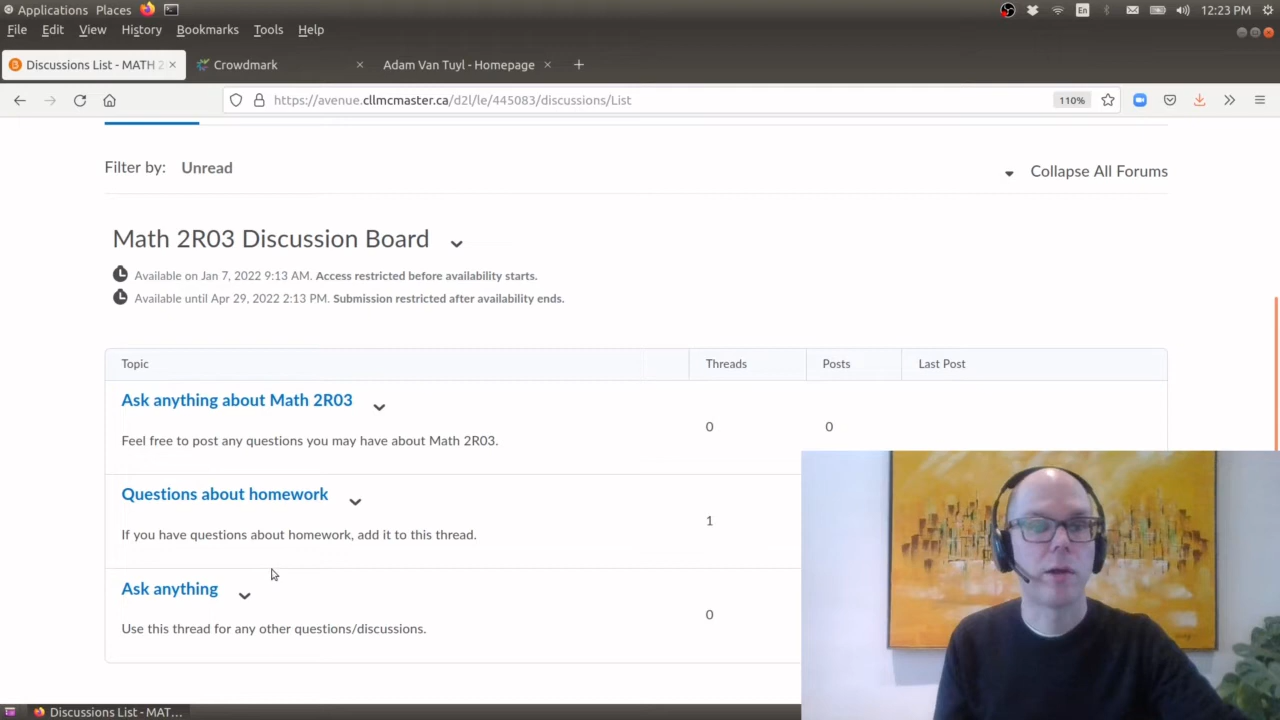 Applications Places
En
12:23 PM
File Edit View History Bookmarks Tools Help
Discussions List - MATH 2
Crowdmark
Adam Van Tuyl - Homepage
https://avenue.cllmcmaster.ca/d2l/le/445083/discussions/List
110%
Filter by: Unread
Collapse All Forums
Math 2R03 Discussion Board
Available on Jan 7, 2022 9:13 AM. Access restricted before availability starts.
Available until Apr 29, 2022 2:13 PM. Submission restricted after availability ends.
Topic Threads Posts Last Post
Ask anything about Math 2R03
0 0
Feel free to post any questions you may have about Math 2R03.
Questions about homework
1
If you have questions about homework, add it to this thread.
Ask anything
0
Use this thread for any other questions/discussions.
Discussions List - MAT...